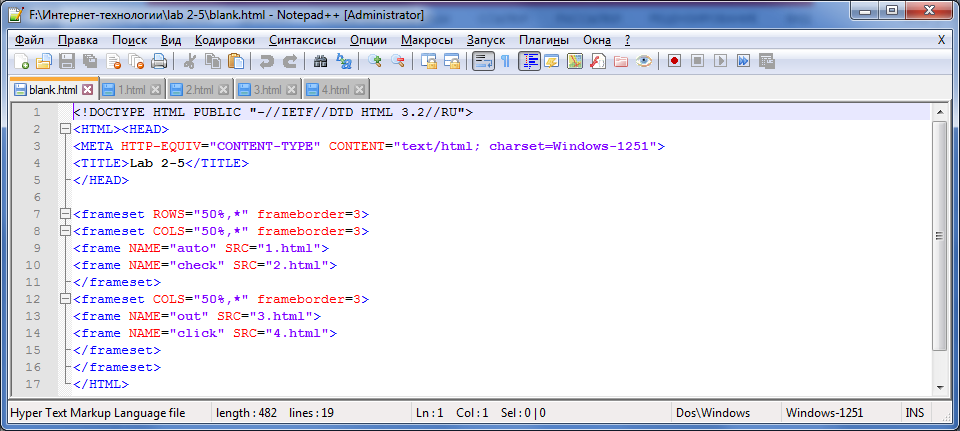 F:\Интернет-технологии\lab 2-5\blank.html - Notepad++ [Administrator]
Файл Правка Поиск Вид Кодировки Синтаксисы Опции Макросы Запуск Плагины Окна ? X
blank.html 1.html 2.html 3.html 4.html
1 <!DOCTYPE HTML PUBLIC "-//IETF//DTD HTML 3.2//RU">
2 <HTML><HEAD>
3 <META HTTP-EQUIV="CONTENT-TYPE" CONTENT="text/html; charset=Windows-1251">
4 <TITLE>Lab 2-5</TITLE>
5 </HEAD>
6
7 <frameset ROWS="50%,*" frameborder=3>
8 <frameset COLS="50%,*" frameborder=3>
9 <frame NAME="auto" SRC="1.html">
10 <frame NAME="check" SRC="2.html">
11 </frameset>
12 <frameset COLS="50%,*" frameborder=3>
13 <frame NAME="out" SRC="3.html">
14 <frame NAME="click" SRC="4.html">
15 </frameset>
16 </frameset>
17 </HTML>
Hyper Text Markup Language file length : 482 lines : 19 Ln : 1 Col : 1 Sel : 0 | 0 Dos\Windows Windows-1251 INS